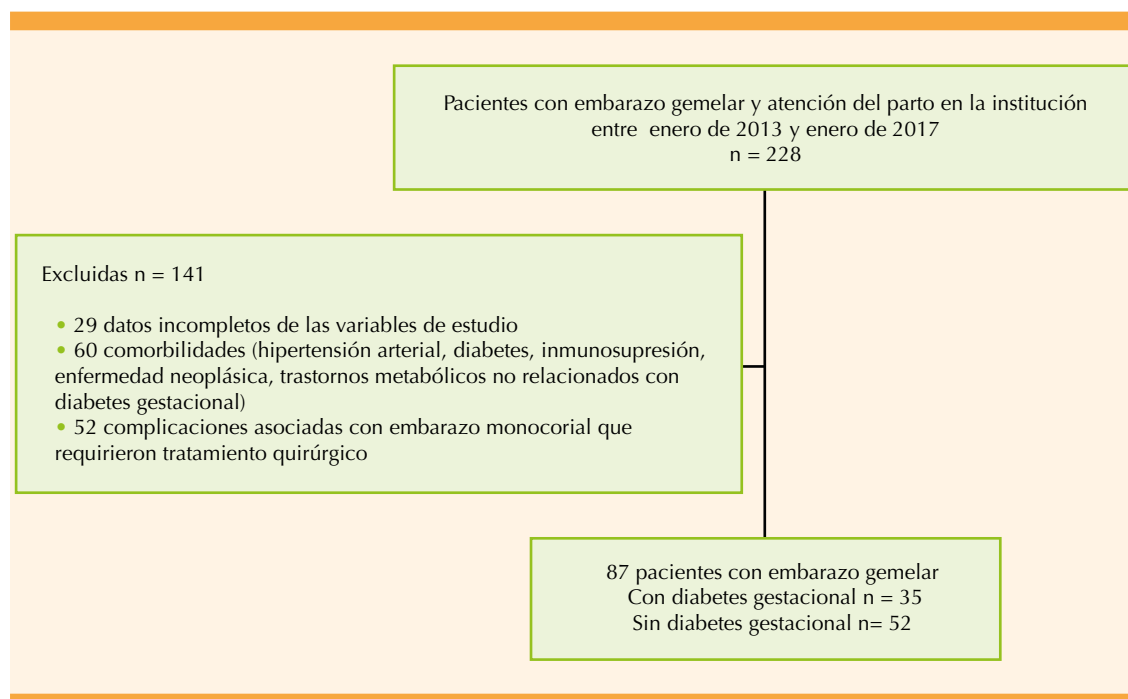 Pacientes con embarazo gemelar y atención del parto en la institución
entre enero de 2013 y enero de 2017
n = 228
Excluidas n = 141
• 29 datos incompletos de las variables de estudio
• 60 comorbilidades (hipertensión arterial, diabetes, inmunosupresión,
enfermedad neoplásica, trastornos metabólicos no relacionados con
diabetes gestacional)
• 52 complicaciones asociadas con embarazo monocorial que
requirieron tratamiento quirúrgico
87 pacientes con embarazo gemelar
Con diabetes gestacional n = 35
Sin diabetes gestacional n= 52